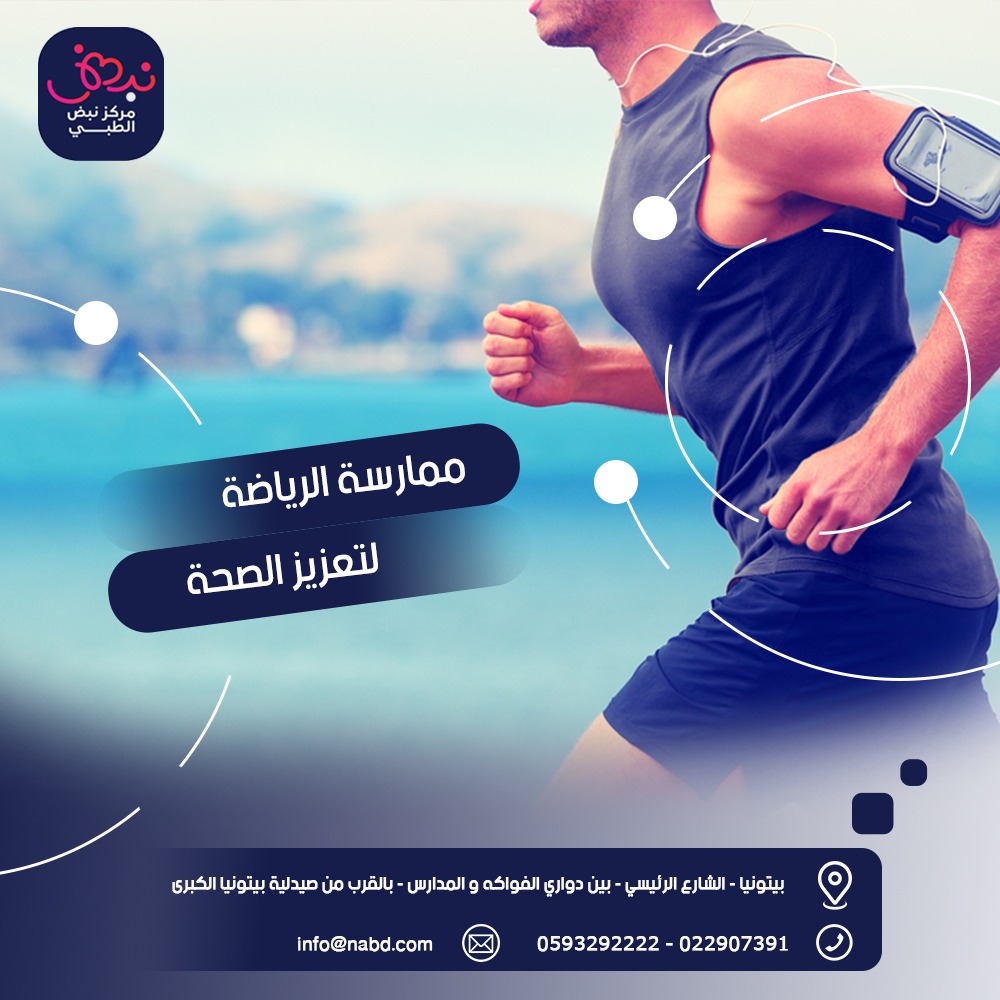 نبض
مركز نبض
الطبي
ممارسة الرياضة
لتعزيز الصحة
بيتونيا - الشارع الرئيسي - بين دواري الفواكه و المدارس - بالقرب من صيدلية بيتونيا الكبرى
022907391 - 0593292222
info@nabd.com